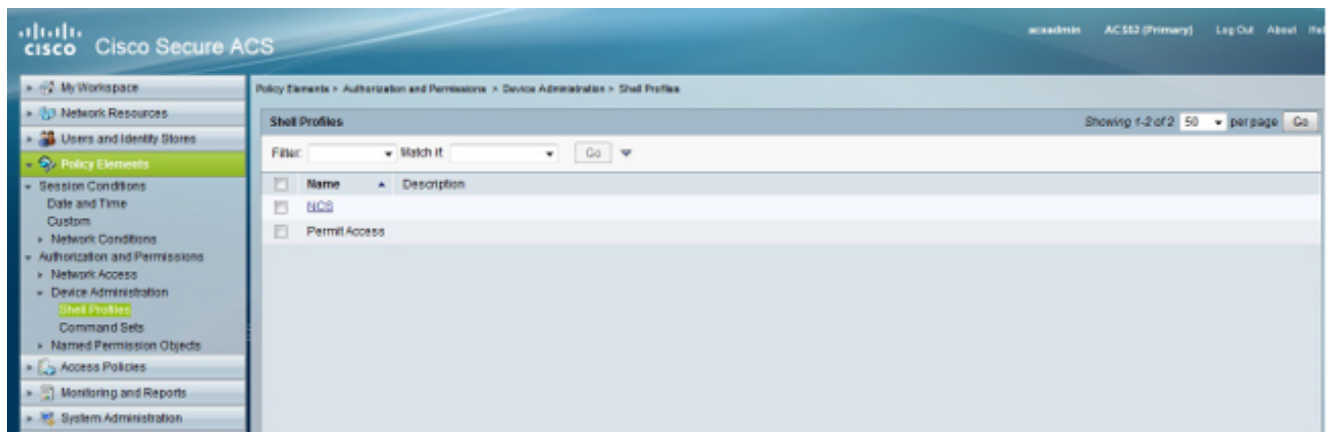 CISCO Cisco Secure ACS
acsadmin ACS52 (Primary) Log Out About Hel
My Workspace
Network Resources
Users and Identity Stores
Policy Elements
Session Conditions
Date and Time
Custom
Network Conditions
Authorization and Permissions
Network Access
Device Administration
Shell Profiles
Command Sets
Named Permission Objects
Access Policies
Monitoring and Reports
System Administration
Policy Elements > Authorization and Permissions > Device Administration > Shell Profiles
Shell Profiles Showing 1-2 of 2 50 per page Go
Filter: Match if: Go
Name Description
NCS
Permit Access